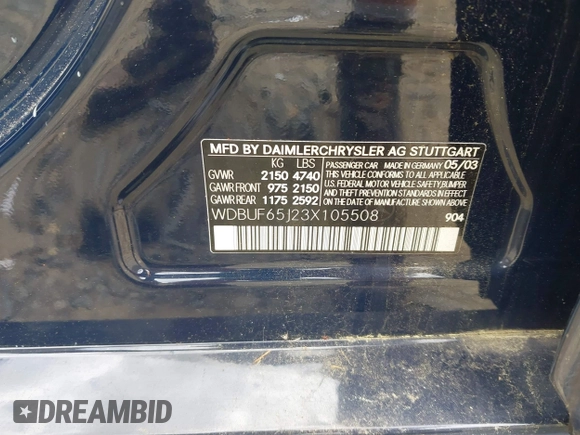 MFD BY DAIMLERCHRYSLER AG STUTTGART
KG LBS PASSENGER CAR MADE IN GERMANY 05/03
GVWR 2150 4740 THIS VEHICLE CONFORMS TO ALL APPLICABLE
GAWR FRONT 975 2150 U.S. FEDERAL MOTOR VEHICLE SAFETY, BUMPER
GAWR REAR 1175 2592 AND THEFT PREVENTION STANDARDS IN EFFECT
ON THE DATE OF MANUFACTURE SHOWN ABOVE.
WDBUF65J23X105508 904
DREAMBID